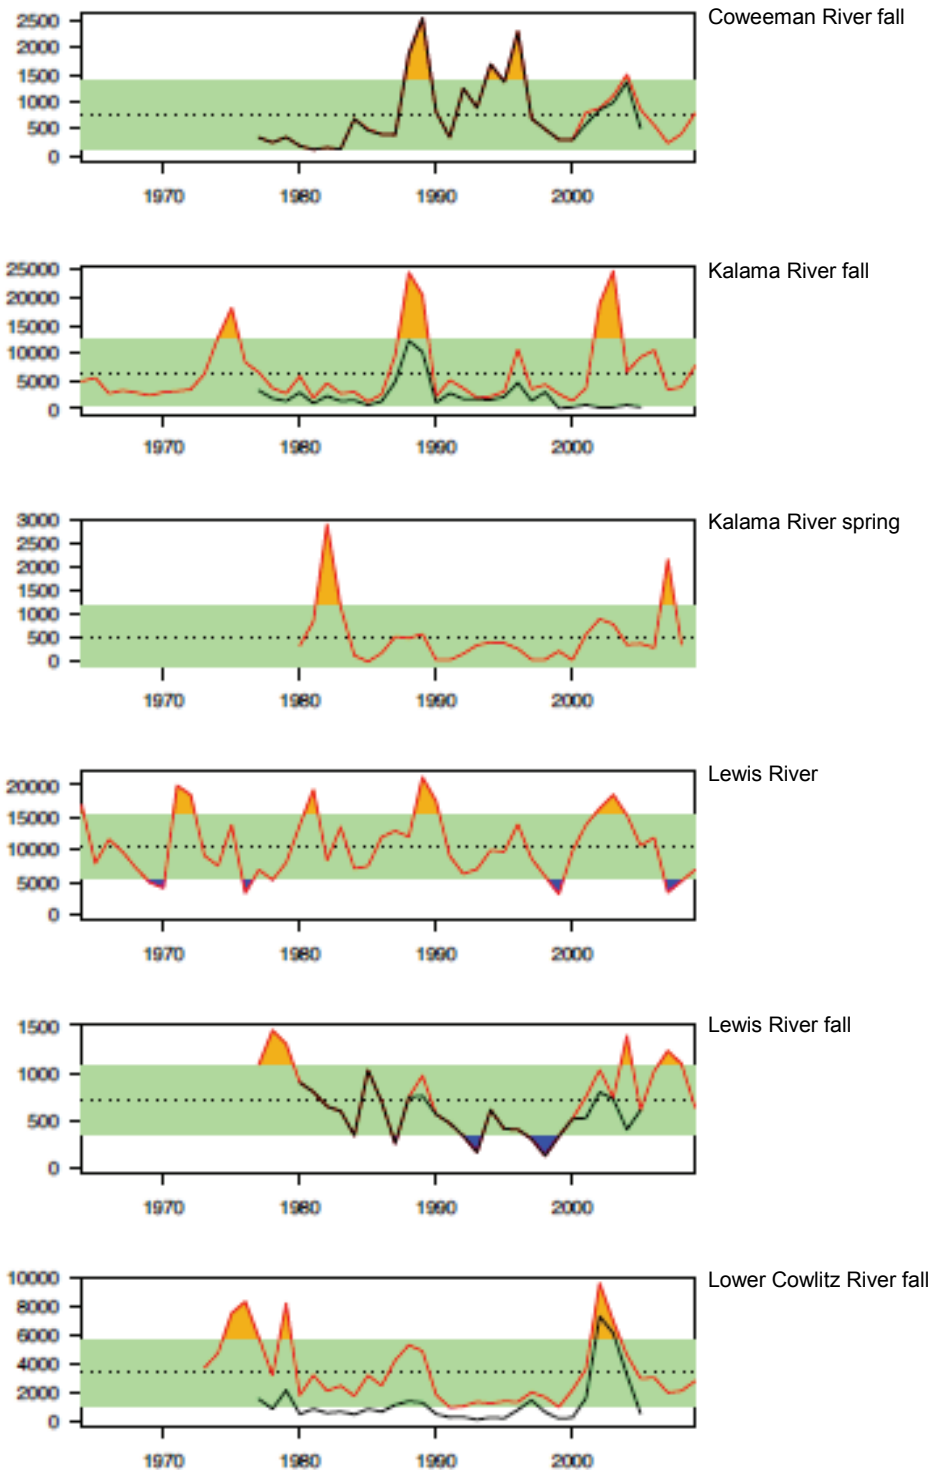 Coweeman River fall
2500
2000
1500
1000
500
0
1970 1980 1990 2000
Kalama River fall
25000
20000
15000
10000
5000
0
1970 1980 1990 2000
Kalama River spring
3000
2500
2000
1500
1000
500
0
1970 1980 1990 2000
Lewis River
20000
15000
10000
5000
0
1970 1980 1990 2000
Lewis River fall
1500
1000
500
0
1970 1980 1990 2000
Lower Cowlitz River fall
10000
8000
6000
4000
2000
0
1970 1980 1990 2000